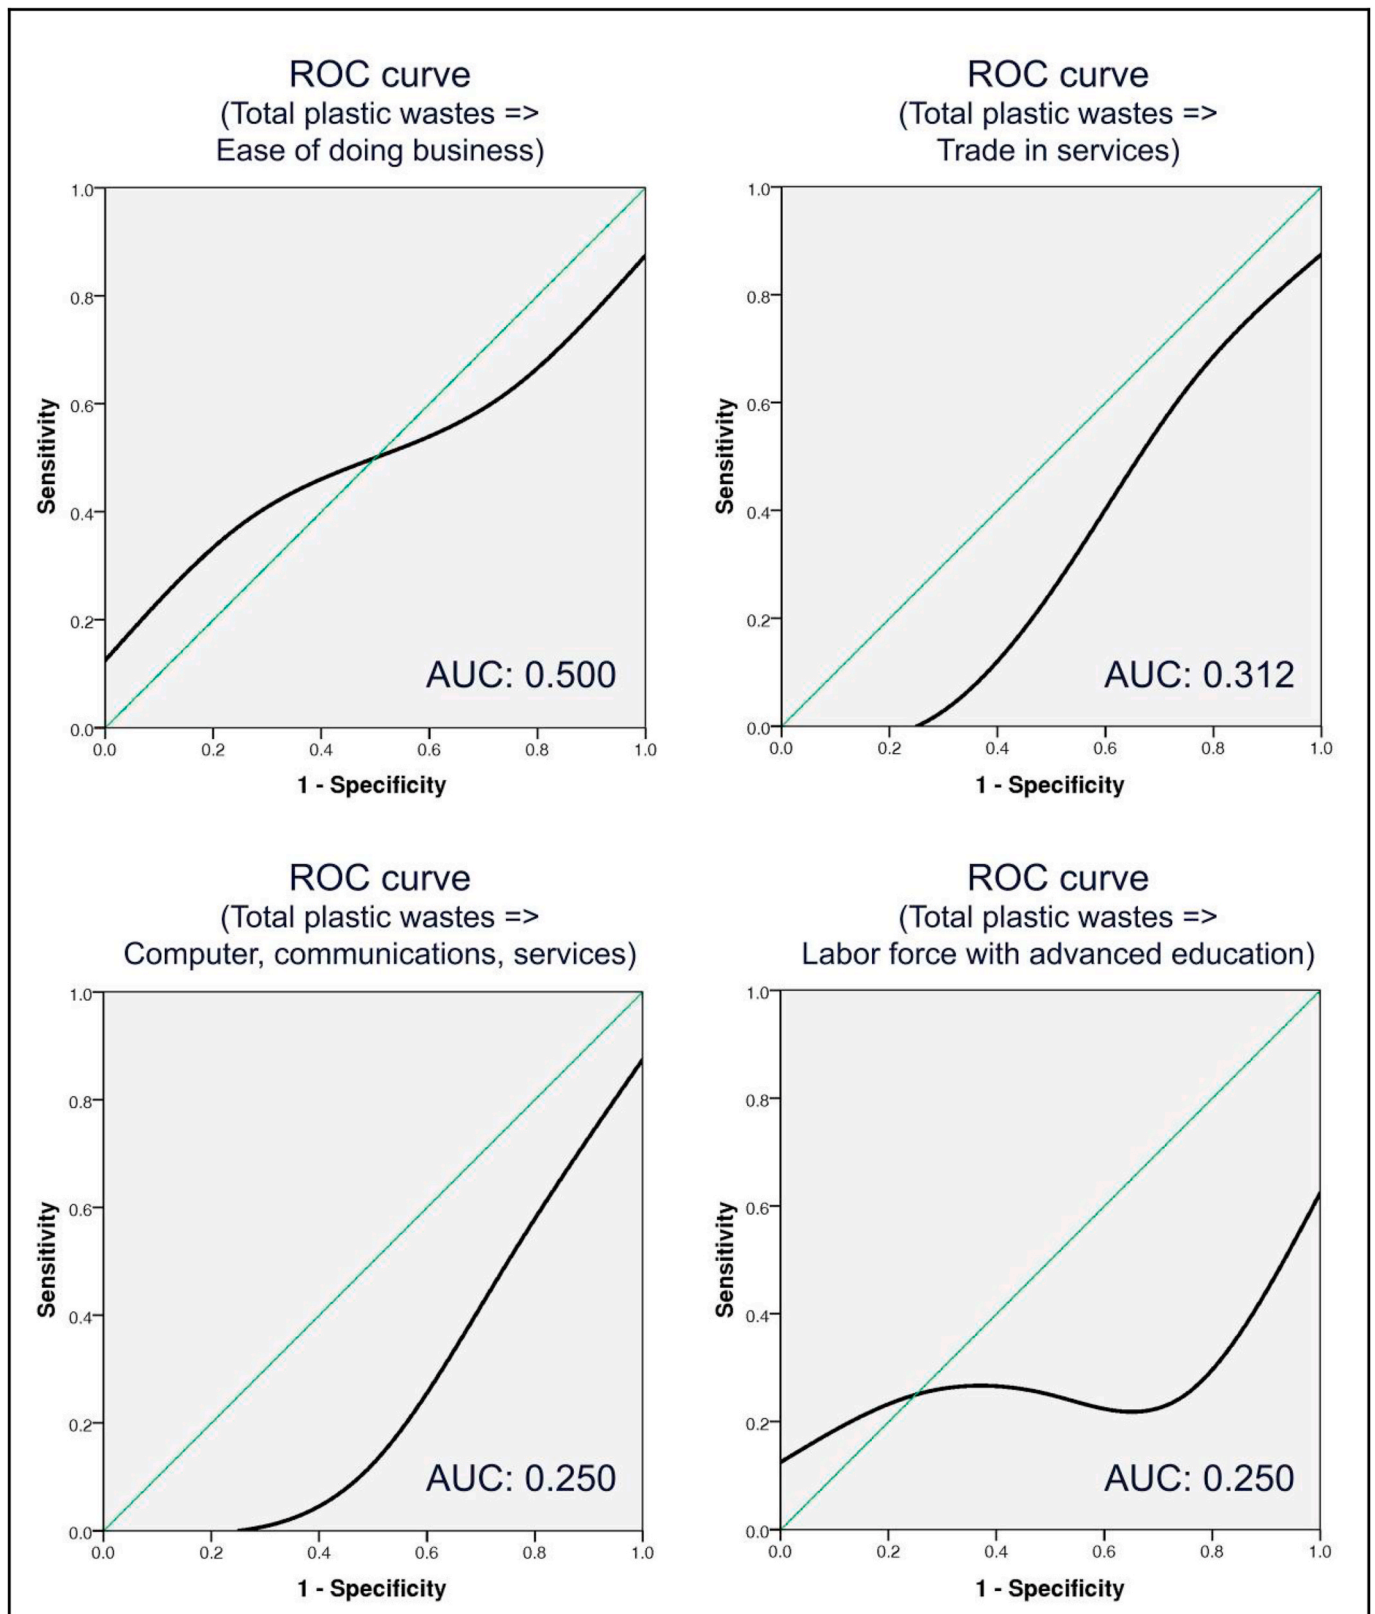 ROC curve
(Total plastic wastes =>
Ease of doing business)
1.0
0.8
0.6
0.4
0.2
0.0
Sensitivity
AUC: 0.500
0.0 0.2 0.4 0.6 0.8 1.0
1 - Specificity
ROC curve
(Total plastic wastes =>
Trade in services)
1.0
0.8
0.6
0.4
0.2
0.0
Sensitivity
AUC: 0.312
0.0 0.2 0.4 0.6 0.8 1.0
1 - Specificity
ROC curve
(Total plastic wastes =>
Computer, communications, services)
1.0
0.8
0.6
0.4
0.2
0.0
Sensitivity
AUC: 0.250
0.0 0.2 0.4 0.6 0.8 1.0
1 - Specificity
ROC curve
(Total plastic wastes =>
Labor force with advanced education)
1.0
0.8
0.6
0.4
0.2
0.0
Sensitivity
AUC: 0.250
0.0 0.2 0.4 0.6 0.8 1.0
1 - Specificity